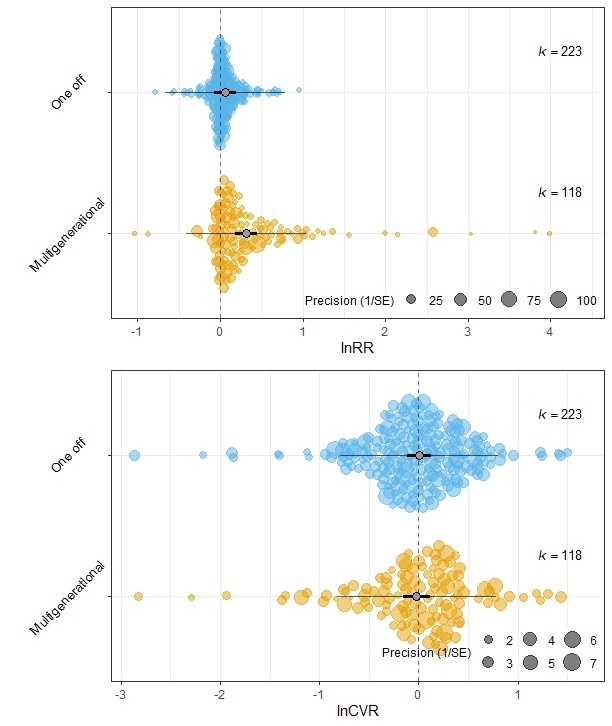 One off
k = 223
Multigenerational
k = 118
Precision (1/SE) 25 50 75 100
-1 0 1 2 3 4
lnRR
One off
k = 223
Multigenerational
k = 118
2 4 6
Precision (1/SE)
3 5 7
-3 -2 -1 0 1
lnCVR